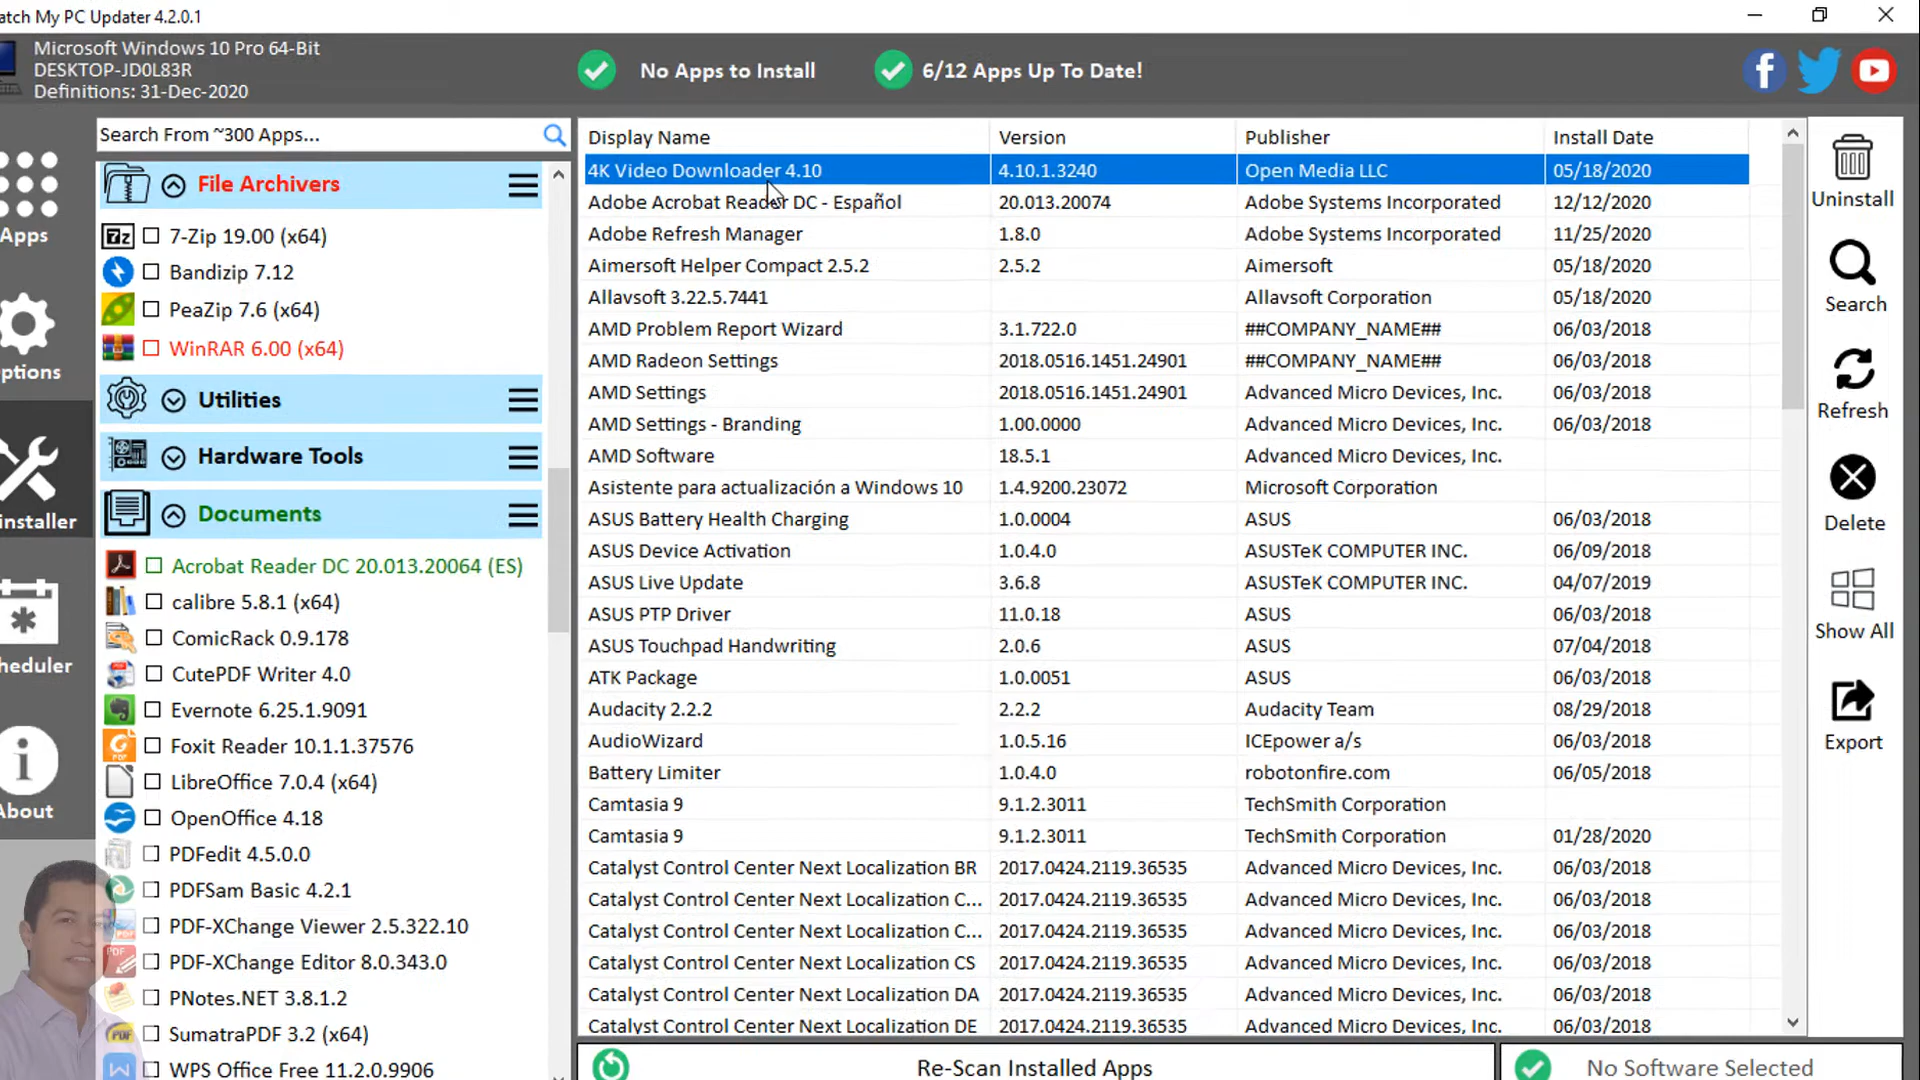 atch My PC Updater 4.2.0.1
Microsoft Windows 10 Pro 64-Bit
DESKTOP-JD0L83R
Definitions: 31-Dec-2020
No Apps to Install
6/12 Apps Up To Date!
Apps
ptions
installer
heduler
About
Search From ~300 Apps...
File Archivers
7z
7-Zip 19.00 (x64)
Bandizip 7.12
PeaZip 7.6 (x64)
WinRAR 6.00 (x64)
Utilities
Hardware Tools
Documents
Acrobat Reader DC 20.013.20064 (ES)
calibre 5.8.1 (x64)
ComicRack 0.9.178
CutePDF Writer 4.0
Evernote 6.25.1.9091
Foxit Reader 10.1.1.37576
LibreOffice 7.0.4 (x64)
OpenOffice 4.18
PDFedit 4.5.0.0
PDFSam Basic 4.2.1
PDF-XChange Viewer 2.5.322.10
PDF-XChange Editor 8.0.343.0
PNotes.NET 3.8.1.2
SumatraPDF 3.2 (x64)
WPS Office Free 11.2.0.9906
Display Name Version Publisher Install Date
4K Video Downloader 4.10 4.10.1.3240 Open Media LLC 05/18/2020
Adobe Acrobat Reader DC - Español 20.013.20074 Adobe Systems Incorporated 12/12/2020
Adobe Refresh Manager 1.8.0 Adobe Systems Incorporated 11/25/2020
Aimersoft Helper Compact 2.5.2 2.5.2 Aimersoft 05/18/2020
Allavsoft 3.22.5.7441 Allavsoft Corporation 05/18/2020
AMD Problem Report Wizard 3.1.722.0 ##COMPANY_NAME## 06/03/2018
AMD Radeon Settings 2018.0516.1451.24901 ##COMPANY_NAME## 06/03/2018
AMD Settings 2018.0516.1451.24901 Advanced Micro Devices, Inc. 06/03/2018
AMD Settings - Branding 1.00.0000 Advanced Micro Devices, Inc. 06/03/2018
AMD Software 18.5.1 Advanced Micro Devices, Inc.
Asistente para actualización a Windows 10 1.4.9200.23072 Microsoft Corporation
ASUS Battery Health Charging 1.0.0004 ASUS 06/03/2018
ASUS Device Activation 1.0.4.0 ASUSTeK COMPUTER INC. 06/09/2018
ASUS Live Update 3.6.8 ASUSTeK COMPUTER INC. 04/07/2019
ASUS PTP Driver 11.0.18 ASUS 06/03/2018
ASUS Touchpad Handwriting 2.0.6 ASUS 07/04/2018
ATK Package 1.0.0051 ASUS 06/03/2018
Audacity 2.2.2 2.2.2 Audacity Team 08/29/2018
AudioWizard 1.0.5.16 ICEpower a/s 06/03/2018
Battery Limiter 1.0.4.0 robotonfire.com 06/05/2018
Camtasia 9 9.1.2.3011 TechSmith Corporation
Camtasia 9 9.1.2.3011 TechSmith Corporation 01/28/2020
Catalyst Control Center Next Localization BR 2017.0424.2119.36535 Advanced Micro Devices, Inc. 06/03/2018
Catalyst Control Center Next Localization C... 2017.0424.2119.36535 Advanced Micro Devices, Inc. 06/03/2018
Catalyst Control Center Next Localization C... 2017.0424.2119.36535 Advanced Micro Devices, Inc. 06/03/2018
Catalyst Control Center Next Localization CS 2017.0424.2119.36535 Advanced Micro Devices, Inc. 06/03/2018
Catalyst Control Center Next Localization DA 2017.0424.2119.36535 Advanced Micro Devices, Inc. 06/03/2018
Catalyst Control Center Next Localization DE 2017.0424.2119.36535 Advanced Micro Devices, Inc. 06/03/2018
Re-Scan Installed Apps
No Software Selected
Uninstall
Search
Refresh
Delete
Show All
Export